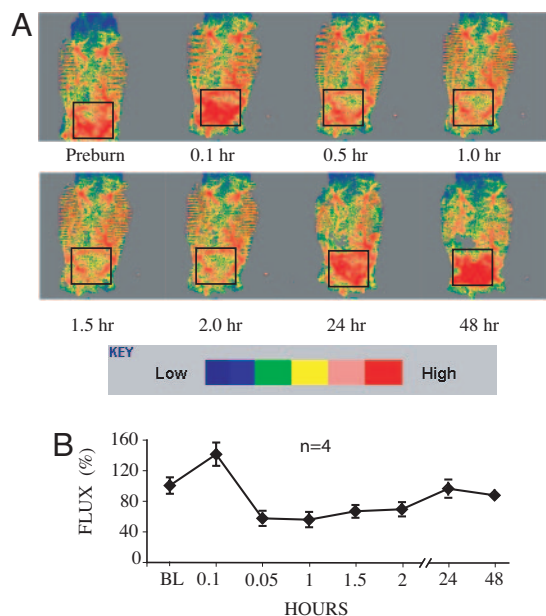 A
Preburn 0.1 hr 0.5 hr 1.0 hr
1.5 hr 2.0 hr 24 hr 48 hr
KEY
Low High
B
n=4
FLUX (%)
160
120
80
40
0
BL 0.1 0.05 1 1.5 2 24 48
HOURS